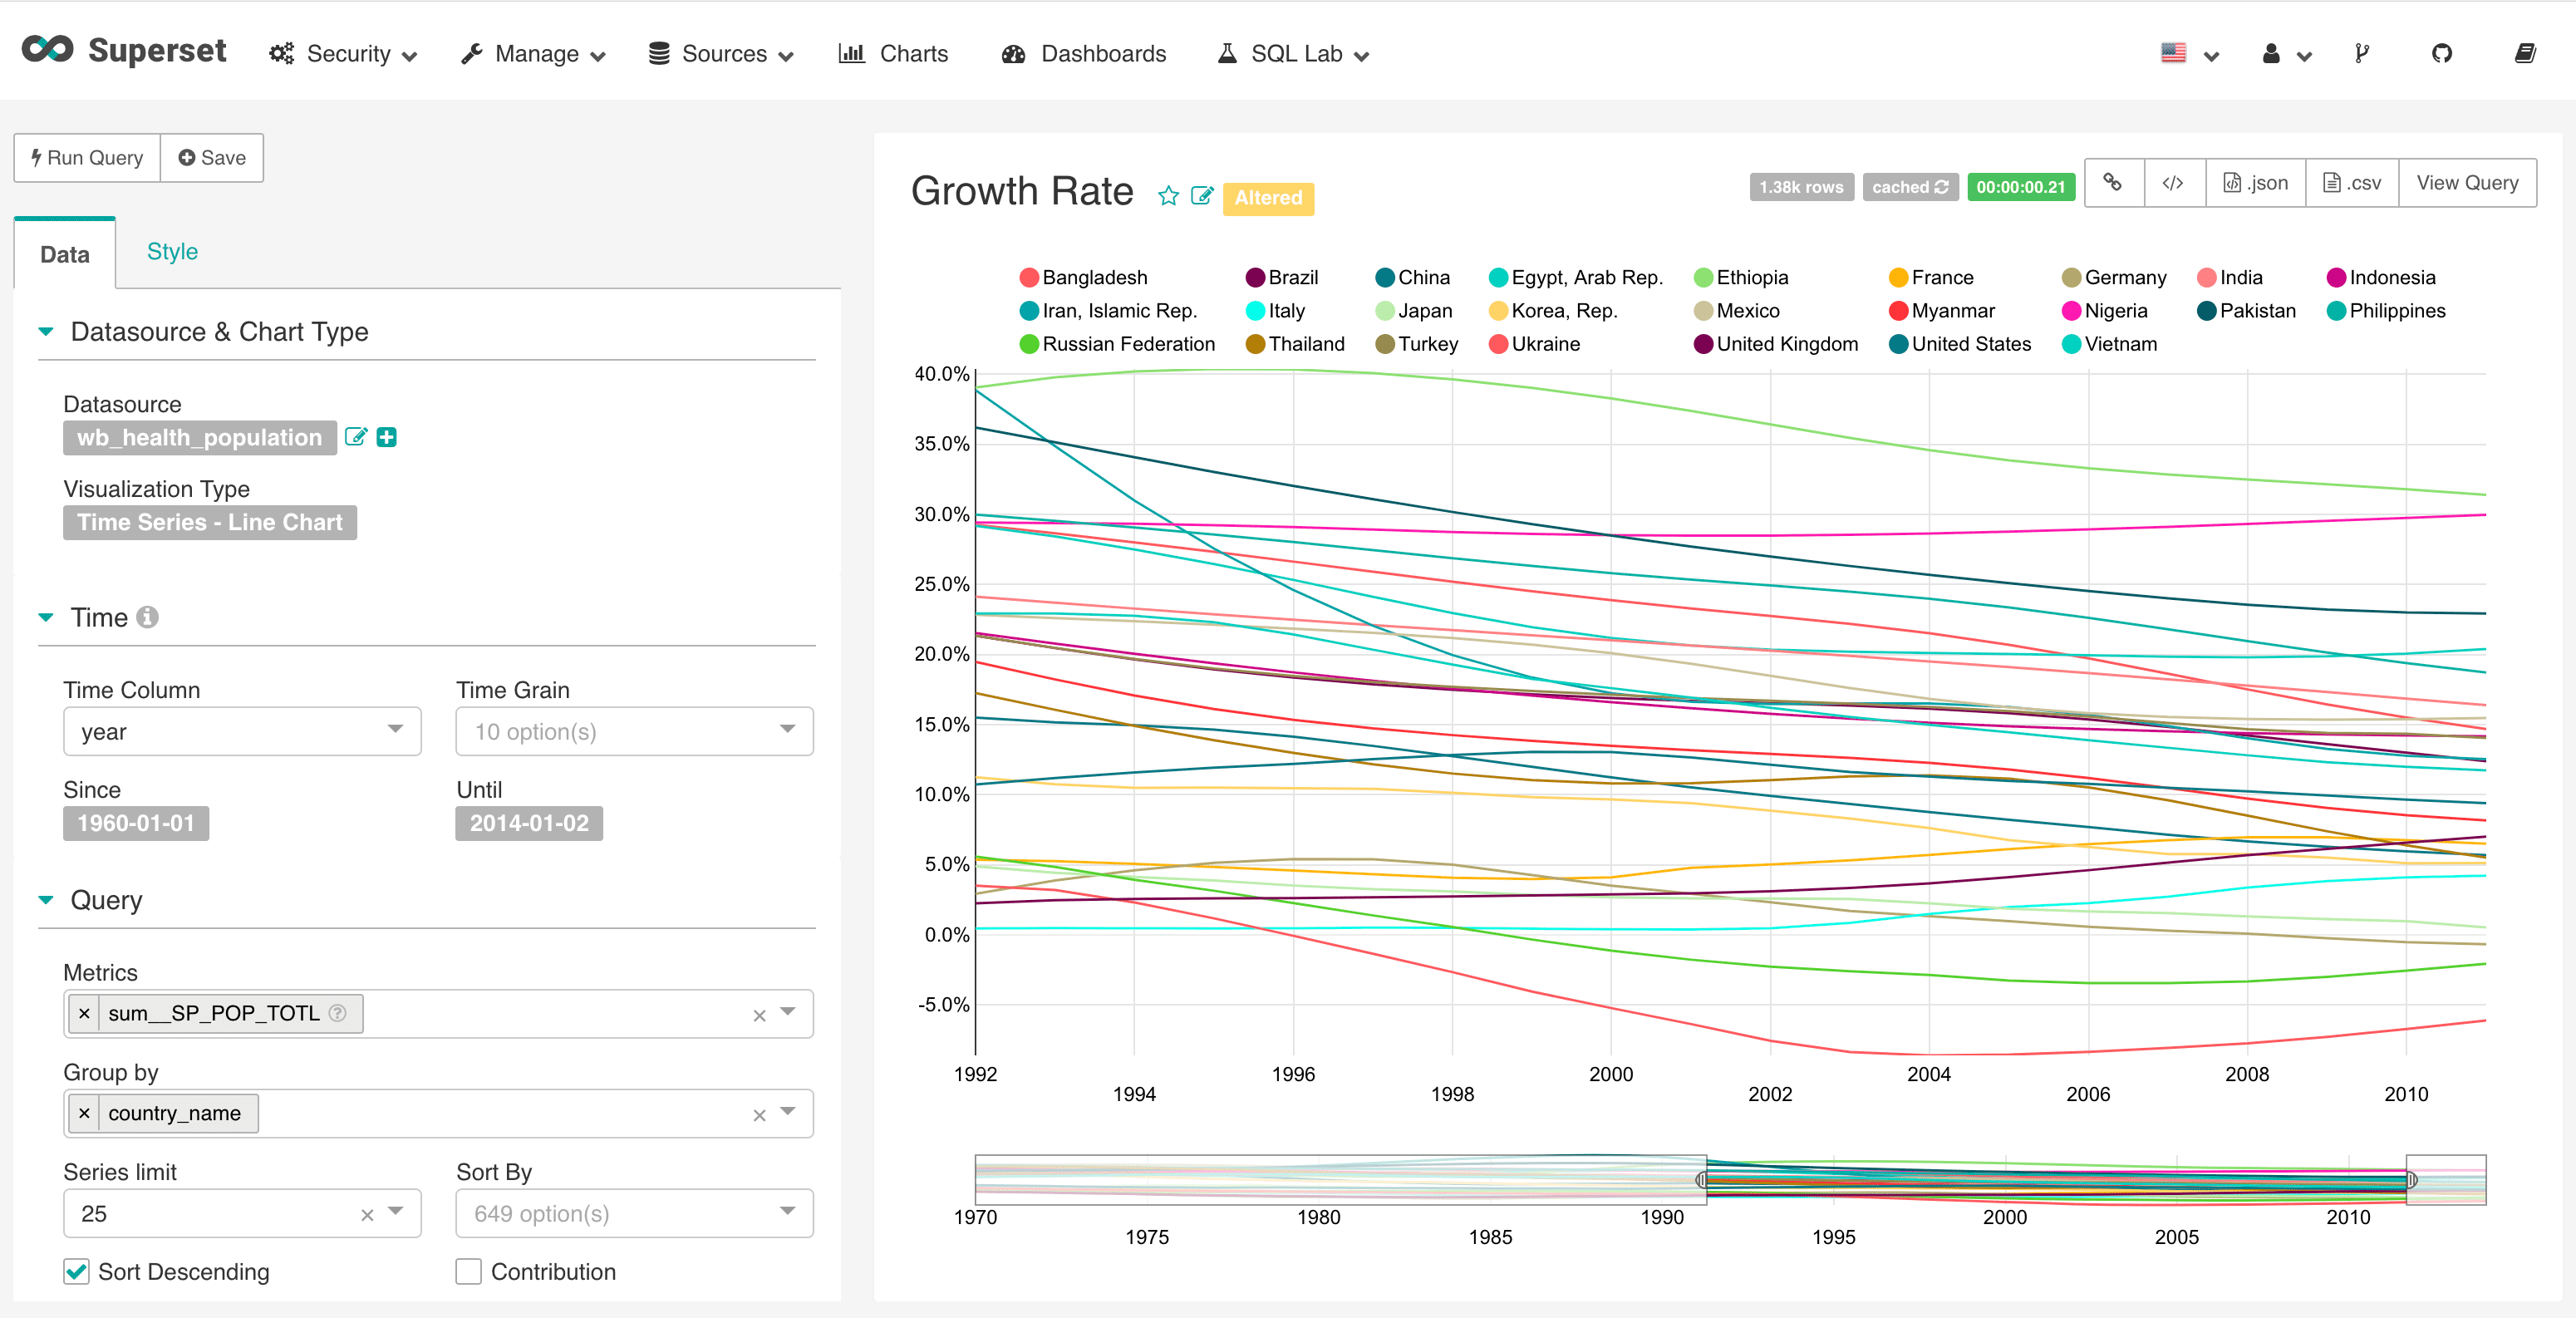 Superset Security Manage Sources Charts Dashboards SQL Lab
Run Query Save
Data Style
Datasource & Chart Type
Datasource
wb_health_population
Visualization Type
Time Series - Line Chart
Time
Time Column Time Grain
year 10 option(s)
Since Until
1960-01-01 2014-01-02
Query
Metrics
× sum__SP_POP_TOTL ? ×
Group by
× country_name ×
Series limit Sort By
25 × 649 option(s)
Sort Descending Contribution
Growth Rate Altered 1.38k rows cached 00:00:00.21 </> .json .csv View Query
Bangladesh Brazil China Egypt, Arab Rep. Ethiopia France Germany India Indonesia
Iran, Islamic Rep. Italy Japan Korea, Rep. Mexico Myanmar Nigeria Pakistan Philippines
Russian Federation Thailand Turkey Ukraine United Kingdom United States Vietnam
40.0%
35.0%
30.0%
25.0%
20.0%
15.0%
10.0%
5.0%
0.0%
-5.0%
1992 1996 2000 2004 2008
1994 1998 2002 2006 2010
1970 1980 1990 2000 2010
1975 1985 1995 2005